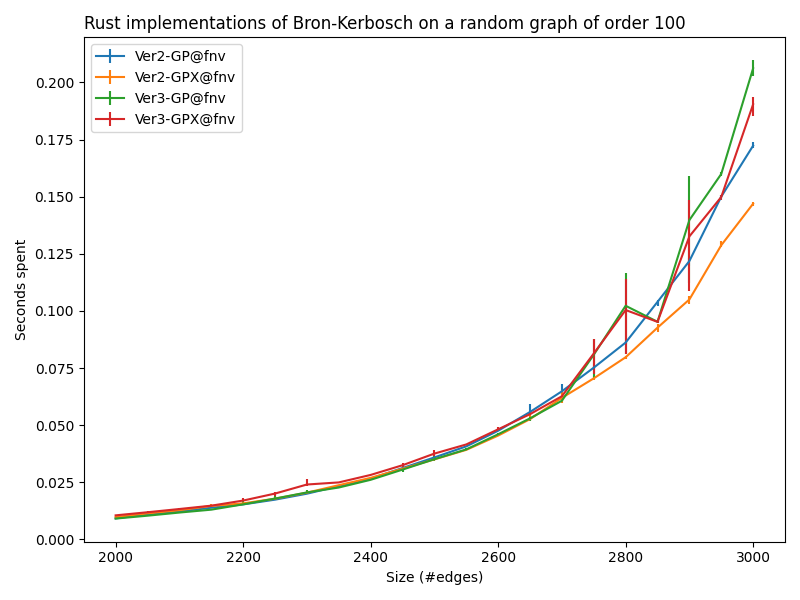 Rust implementations of Bron-Kerbosch on a random graph of order 100
Ver2-GP@fnv
Ver2-GPX@fnv
Ver3-GP@fnv
Ver3-GPX@fnv
0.200
0.175
0.150
0.125
0.100
0.075
0.050
0.025
0.000
Seconds spent
2000 2200 2400 2600 2800 3000
Size (#edges)